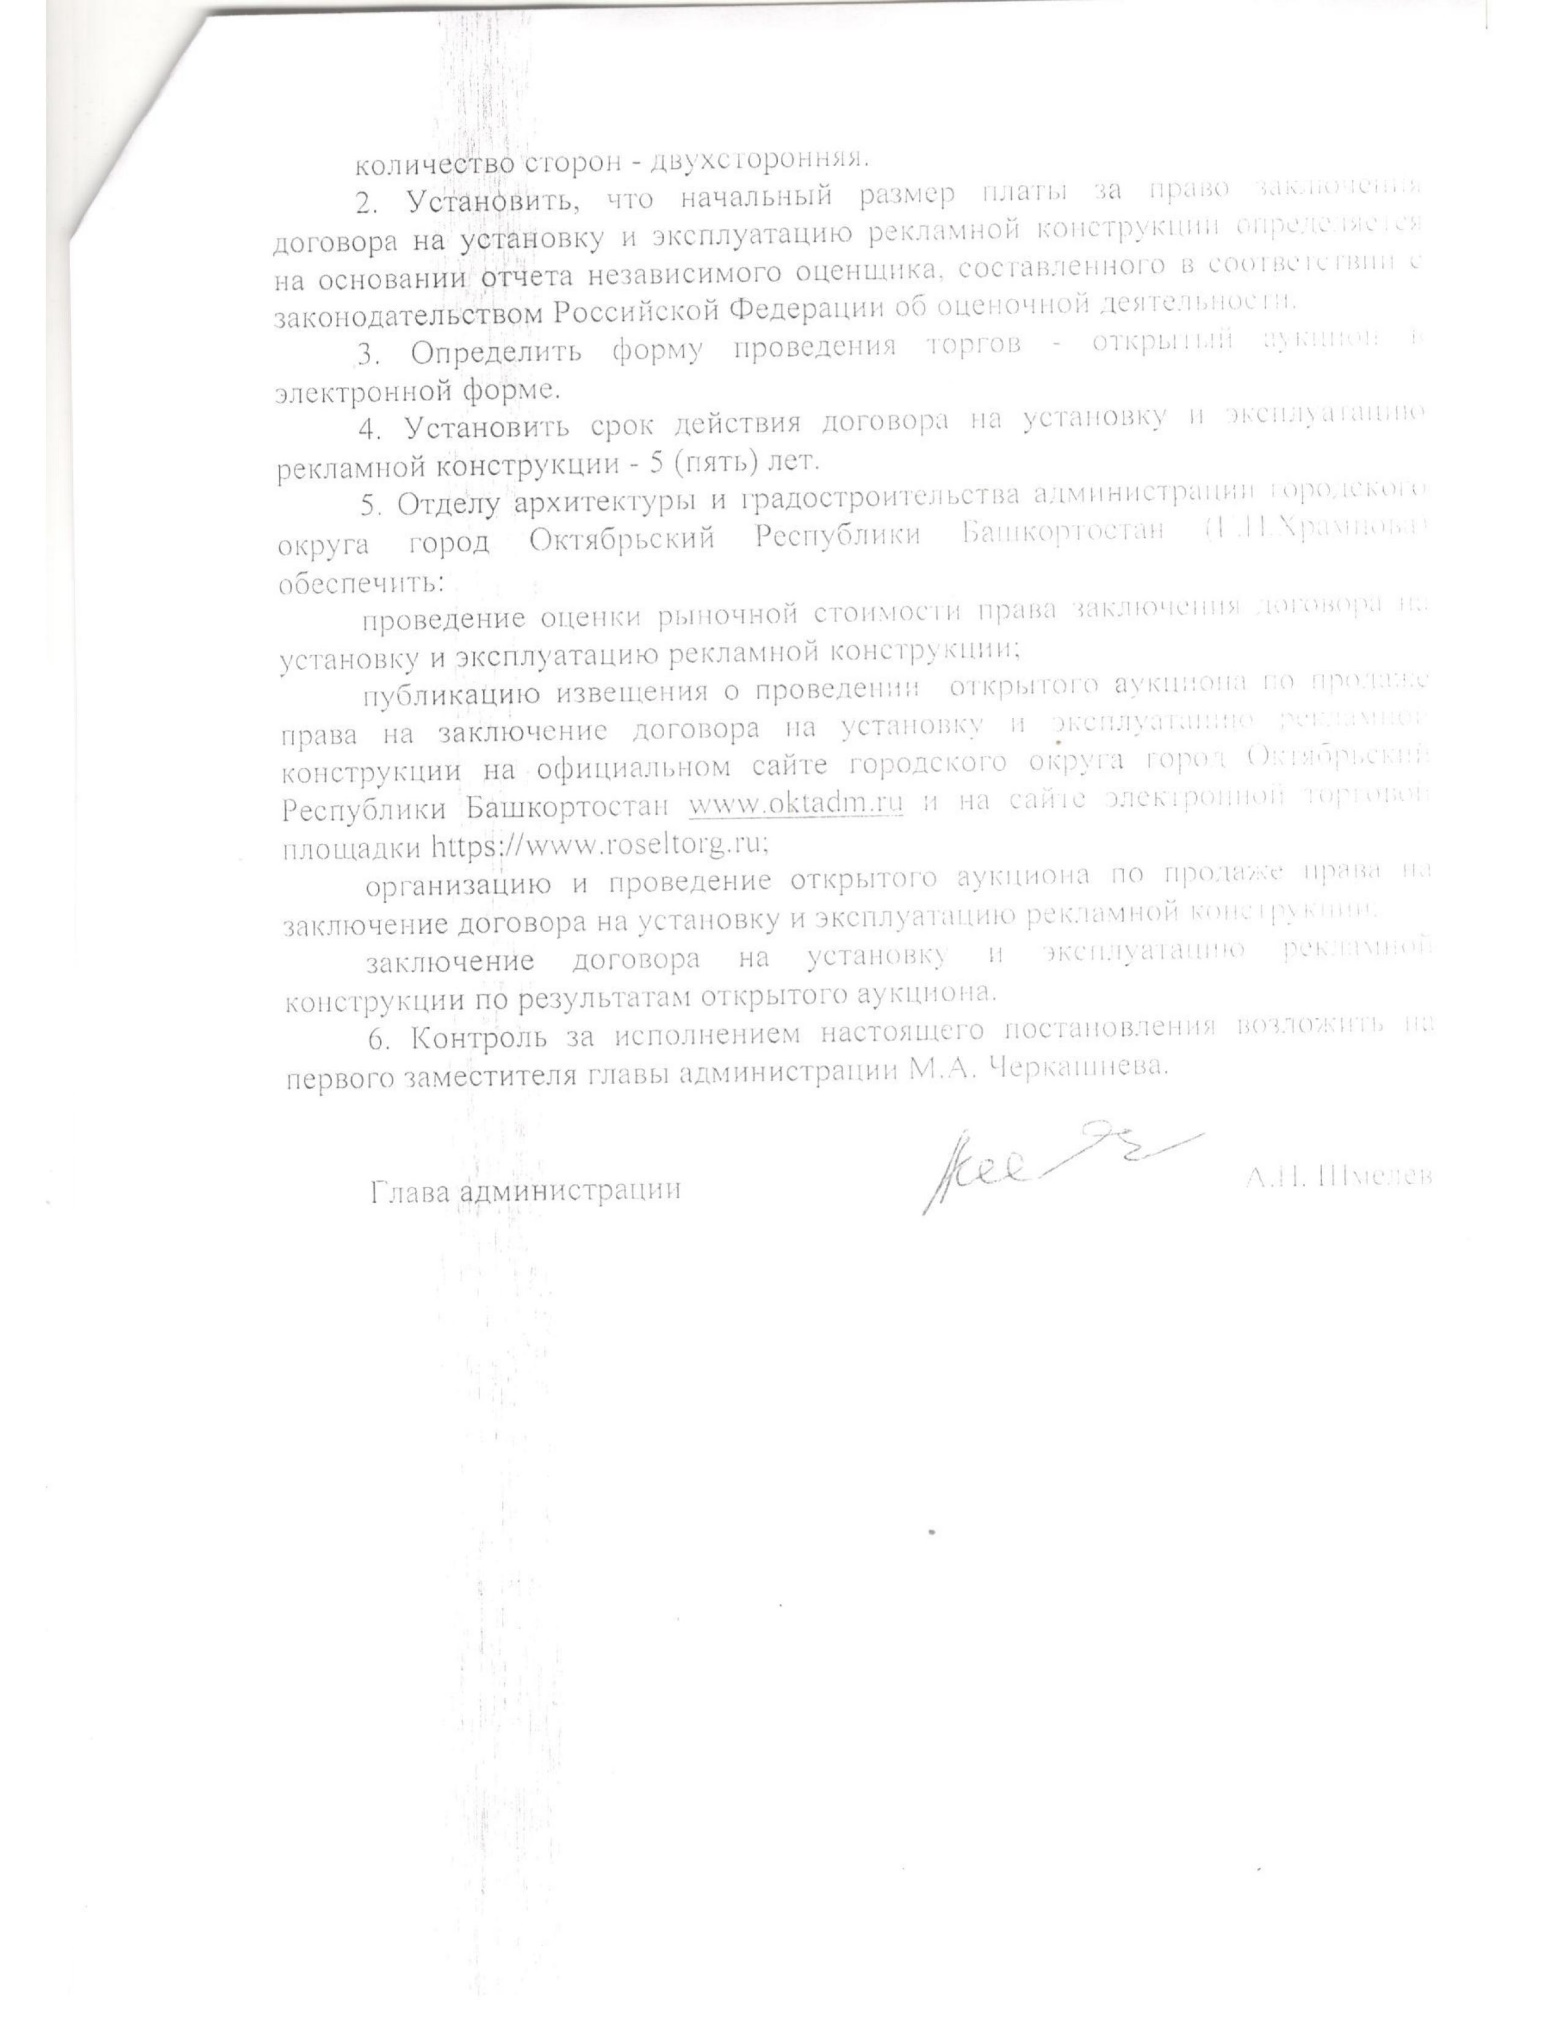 количество сторон - двухсторонняя.
2. Установить, что начальный размер платы за право заключения
договора на установку и эксплуатацию рекламной конструкции определяется
на основании отчета независимого оценщика, составленного в соответствии с
законодательством Российской Федерации об оценочной деятельности.
3. Определить форму проведения торгов - открытый аукцион в
электронной форме.
4. Установить срок действия договора на установку и эксплуатацию
рекламной конструкции - 5 (пять) лет.
5. Отделу архитектуры и градостроительства администрации городского
округа город Октябрьский Республики Башкортостан
обеспечить:
проведение оценки рыночной стоимости права заключения договора на
установку и эксплуатацию рекламной конструкции;
публикацию извещения о проведении открытого аукциона по продаже
права на заключение договора на установку и эксплуатацию рекламной
конструкции на официальном сайте городского округа город Октябрьский
Республики Башкортостан www.oktadm.ru и на сайте электронной торговой
площадки https://www.roseltorg.ru;
организацию и проведение открытого аукциона по продаже права на
заключение договора на установку и эксплуатацию рекламной конструкции.
заключение договора на установку и эксплуатацию рекламной
конструкции по результатам открытого аукциона.
6. Контроль за исполнением настоящего постановления возложить на
первого заместителя главы администрации М.А. Черкашнева.
Глава администрации А.Н. Шмелев